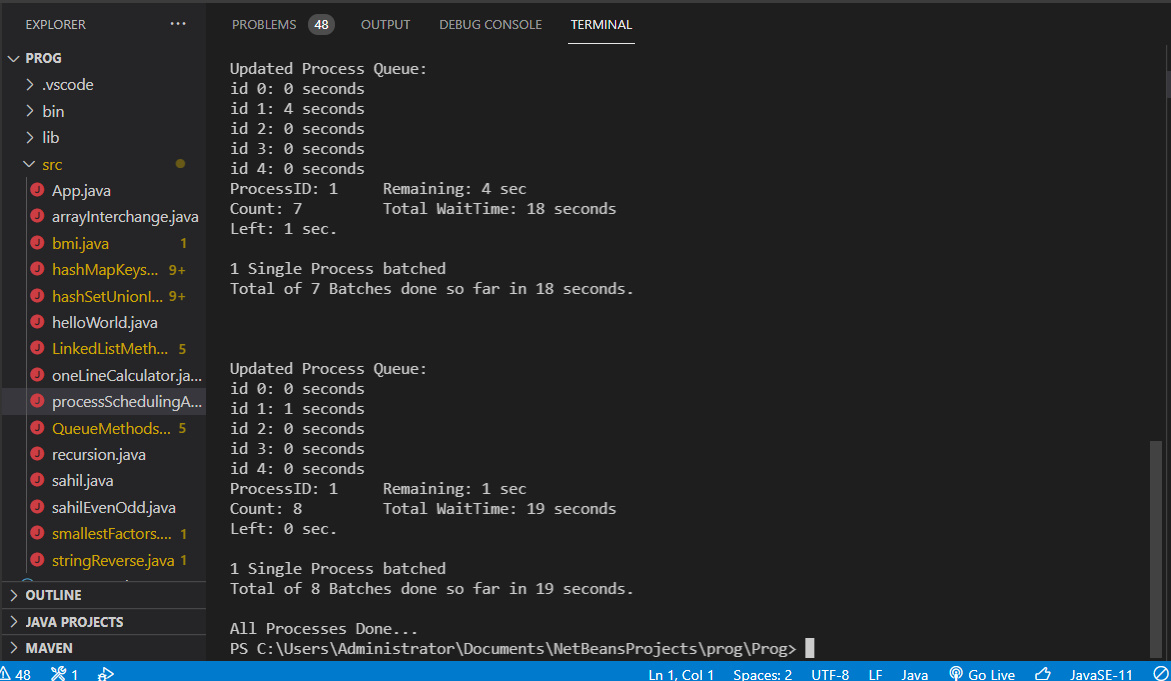 EXPLORER ...
PROBLEMS 48 OUTPUT DEBUG CONSOLE TERMINAL
PROG
.vscode
bin
lib
src
App.java
arrayInterchange.java
bmi.java 1
hashMapKeys... 9+
hashSetUnionI... 9+
helloWorld.java
LinkedListMeth... 5
oneLineCalculator.ja...
processSchedulingA...
QueueMethods... 5
recursion.java
sahil.java
sahilEvenOdd.java
smallestFactors.... 1
stringReverse.java 1
OUTLINE
JAVA PROJECTS
MAVEN
Updated Process Queue:
id 0: 0 seconds
id 1: 4 seconds
id 2: 0 seconds
id 3: 0 seconds
id 4: 0 seconds
ProcessID: 1 Remaining: 4 sec
Count: 7 Total WaitTime: 18 seconds
Left: 1 sec.
1 Single Process batched
Total of 7 Batches done so far in 18 seconds.
Updated Process Queue:
id 0: 0 seconds
id 1: 1 seconds
id 2: 0 seconds
id 3: 0 seconds
id 4: 0 seconds
ProcessID: 1 Remaining: 1 sec
Count: 8 Total WaitTime: 19 seconds
Left: 0 sec.
1 Single Process batched
Total of 8 Batches done so far in 19 seconds.
All Processes Done...
PS C:\Users\Administrator\Documents\NetBeansProjects\prog\Prog>
48 1 Ln 1, Col 1 Spaces: 2 UTF-8 LF Java Go Live JavaSE-11